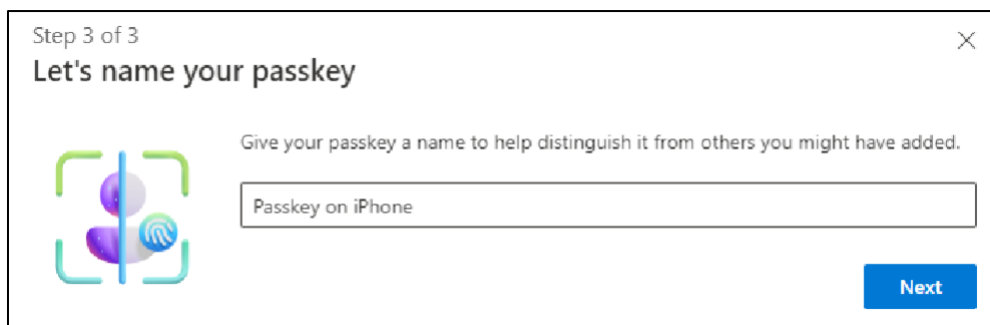 Step 3 of 3
Let's name your passkey
Give your passkey a name to help distinguish it from others you might have added.
Passkey on iPhone
Next